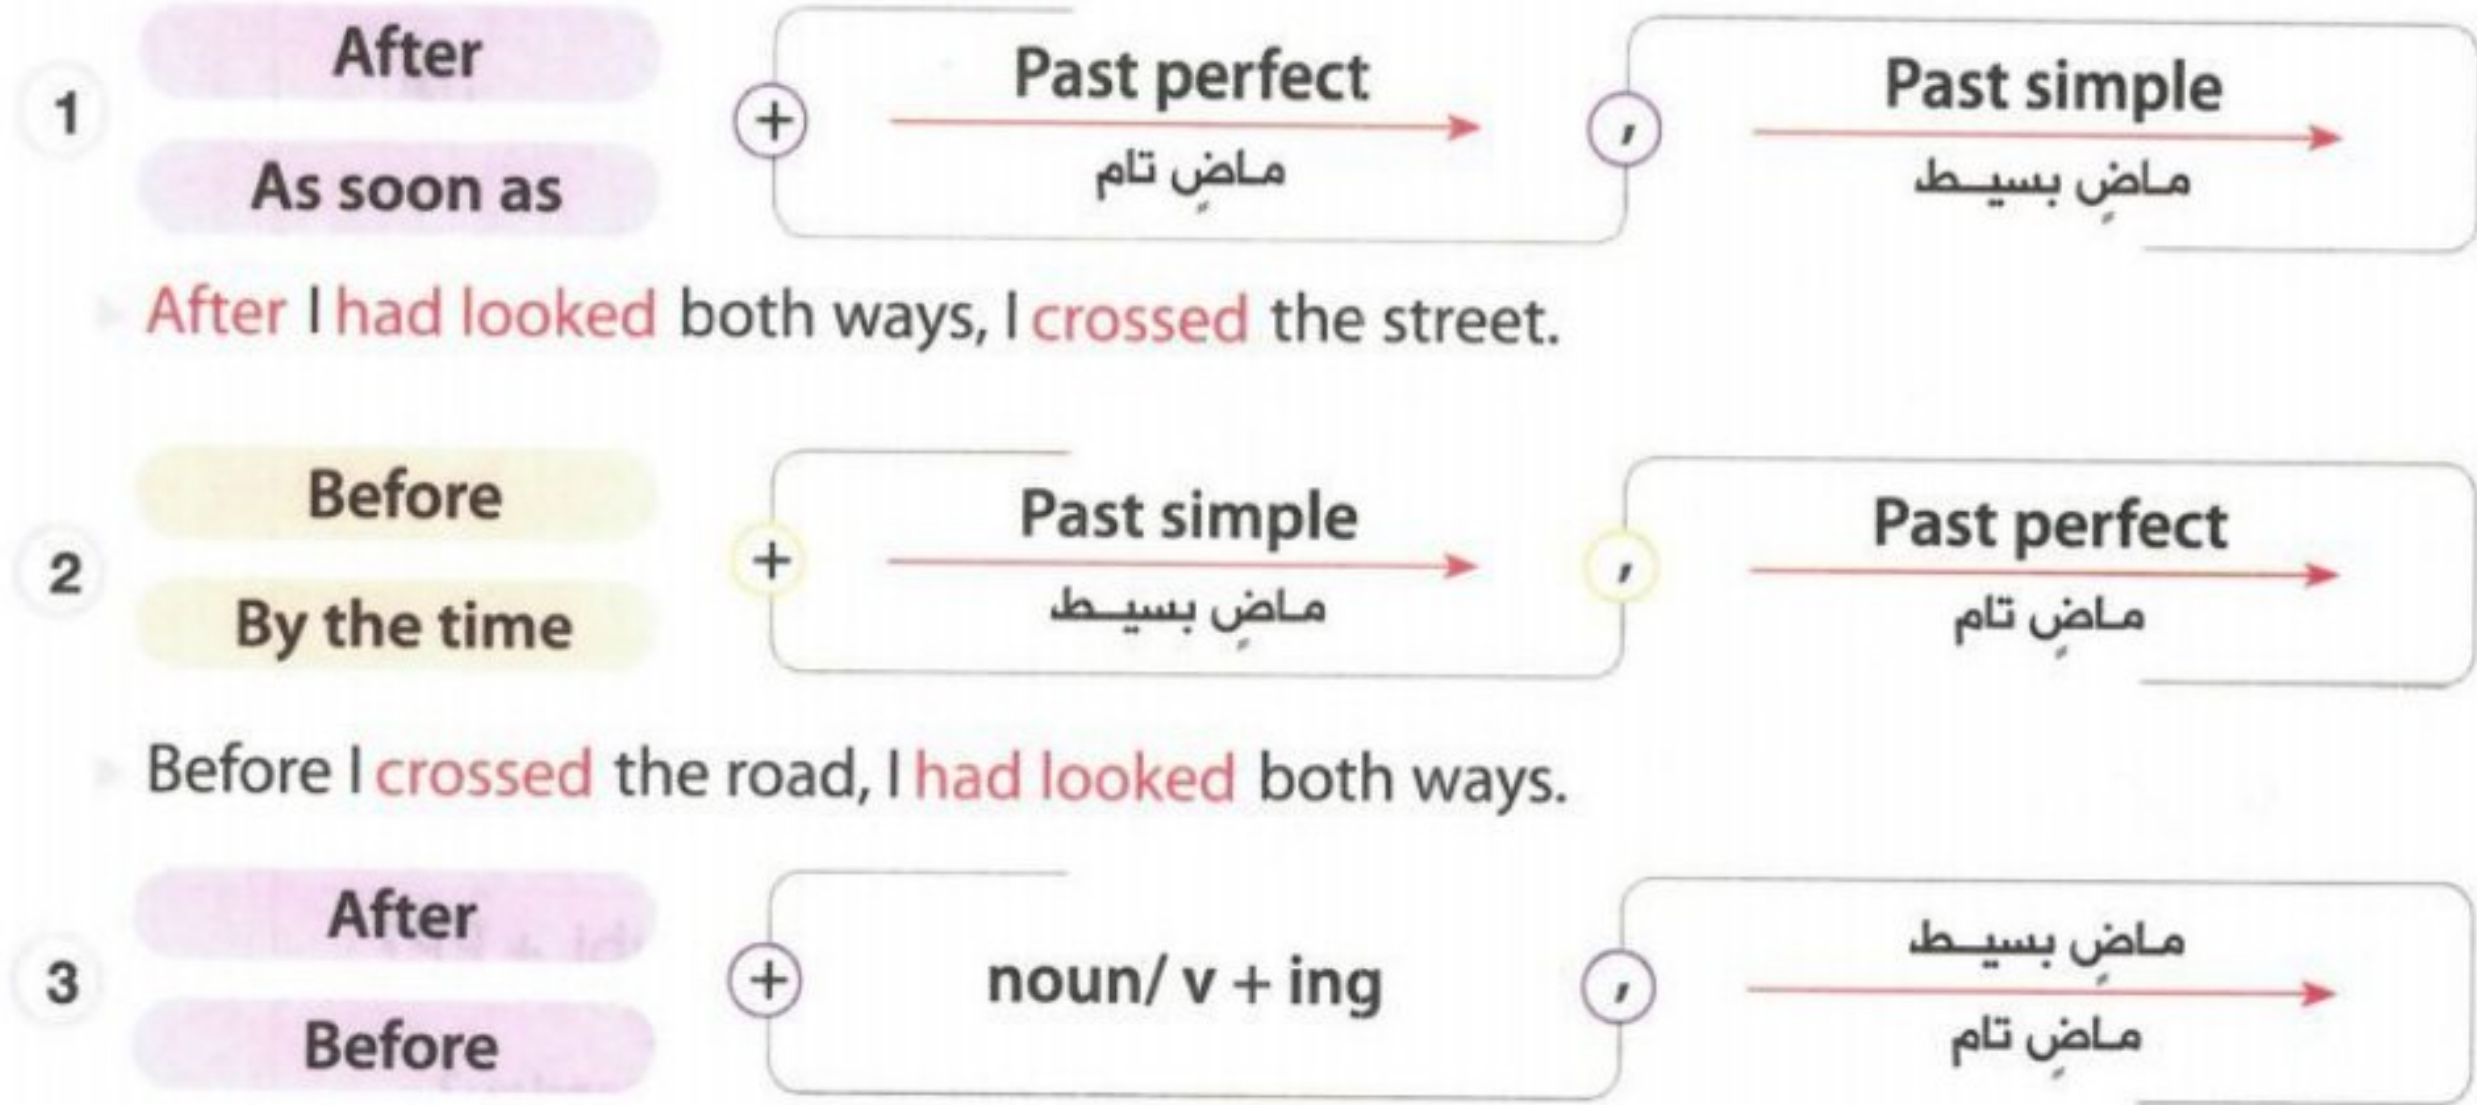 After
1 + Past perfect , Past simple
ماضٍ تام ماضٍ بسيط
As soon as
After I had looked both ways, I crossed the street.
Before
2 + Past simple , Past perfect
ماضٍ بسيط ماضٍ تام
By the time
Before I crossed the road, I had looked both ways.
After
ماضٍ بسيط
3 + noun/ v + ing ,
ماضٍ تام
Before